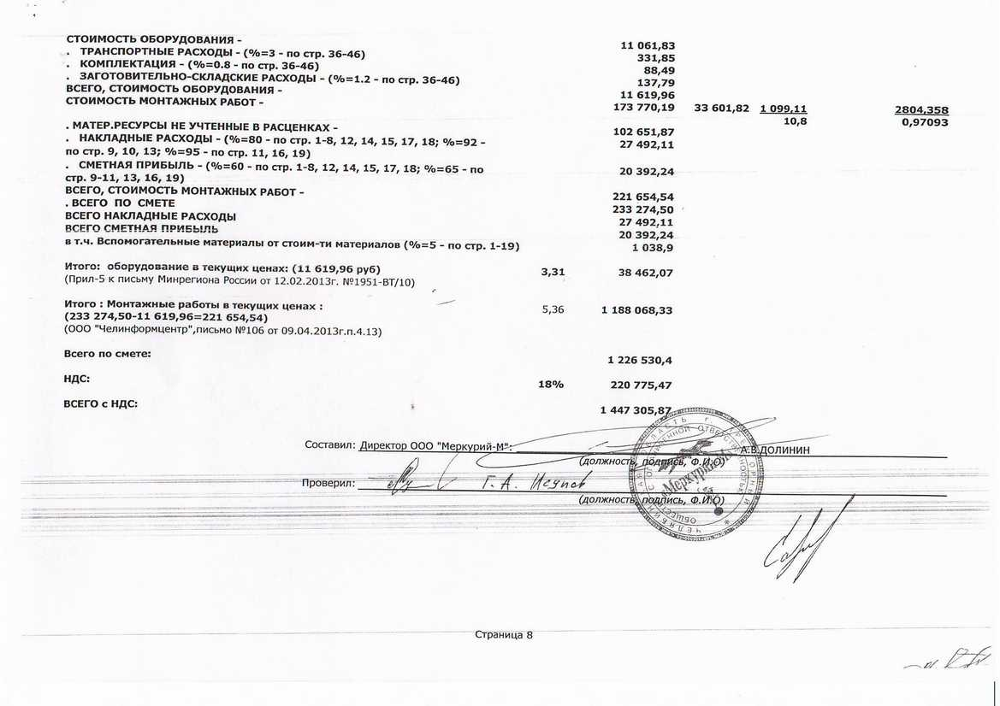 СТОИМОСТЬ ОБОРУДОВАНИЯ - 11 061,83
. ТРАНСПОРТНЫЕ РАСХОДЫ - (%=3 - по стр. 36-46) 331,85
. КОМПЛЕКТАЦИЯ - (%=0.8 - по стр. 36-46) 88,49
. ЗАГОТОВИТЕЛЬНО-СКЛАДСКИЕ РАСХОДЫ - (%=1.2 - по стр. 36-46) 137,79
ВСЕГО, СТОИМОСТЬ ОБОРУДОВАНИЯ - 11 619,96
СТОИМОСТЬ МОНТАЖНЫХ РАБОТ - 173 770,19 33 601,82 1 099,11 2804,358
10,8 0,97093
. МАТЕР.РЕСУРСЫ НЕ УЧТЕННЫЕ В РАСЦЕНКАХ - 102 651,87
. НАКЛАДНЫЕ РАСХОДЫ - (%=80 - по стр. 1-8, 12, 14, 15, 17, 18; %=92 - 27 492,11
по стр. 9, 10, 13; %=95 - по стр. 11, 16, 19)
. СМЕТНАЯ ПРИБЫЛЬ - (%=60 - по стр. 1-8, 12, 14, 15, 17, 18; %=65 - по 20 392,24
стр. 9-11, 13, 16, 19)
ВСЕГО, СТОИМОСТЬ МОНТАЖНЫХ РАБОТ - 221 654,54
. ВСЕГО ПО СМЕТЕ 233 274,50
ВСЕГО НАКЛАДНЫЕ РАСХОДЫ 27 492,11
ВСЕГО СМЕТНАЯ ПРИБЫЛЬ 20 392,24
в т.ч. Вспомогательные материалы от стоим-ти материалов (%=5 - по стр. 1-19) 1 038,9
Итого: оборудование в текущих ценах: (11 619,96 руб) 3,31 38 462,07
(Прил-5 к письму Минрегиона России от 12.02.2013г. №1951-ВТ/10)
Итого : Монтажные работы в текущих ценах : 5,36 1 188 068,33
(233 274,50-11 619,96=221 654,54)
(ООО "Челинформцентр",письмо №106 от 09.04.2013г.п.4.13)
Всего по смете: 1 226 530,4
НДС: 18% 220 775,47
ВСЕГО с НДС: 1 447 305,87
Составил: Директор ООО "Меркурий-М": А.В.ДОЛИНИН
(должность, подпись, Ф.И.О)
Проверил: Г. А. Исупов
(должность, подпись, Ф.И.О)
"Меркурий-М"
Страница 8